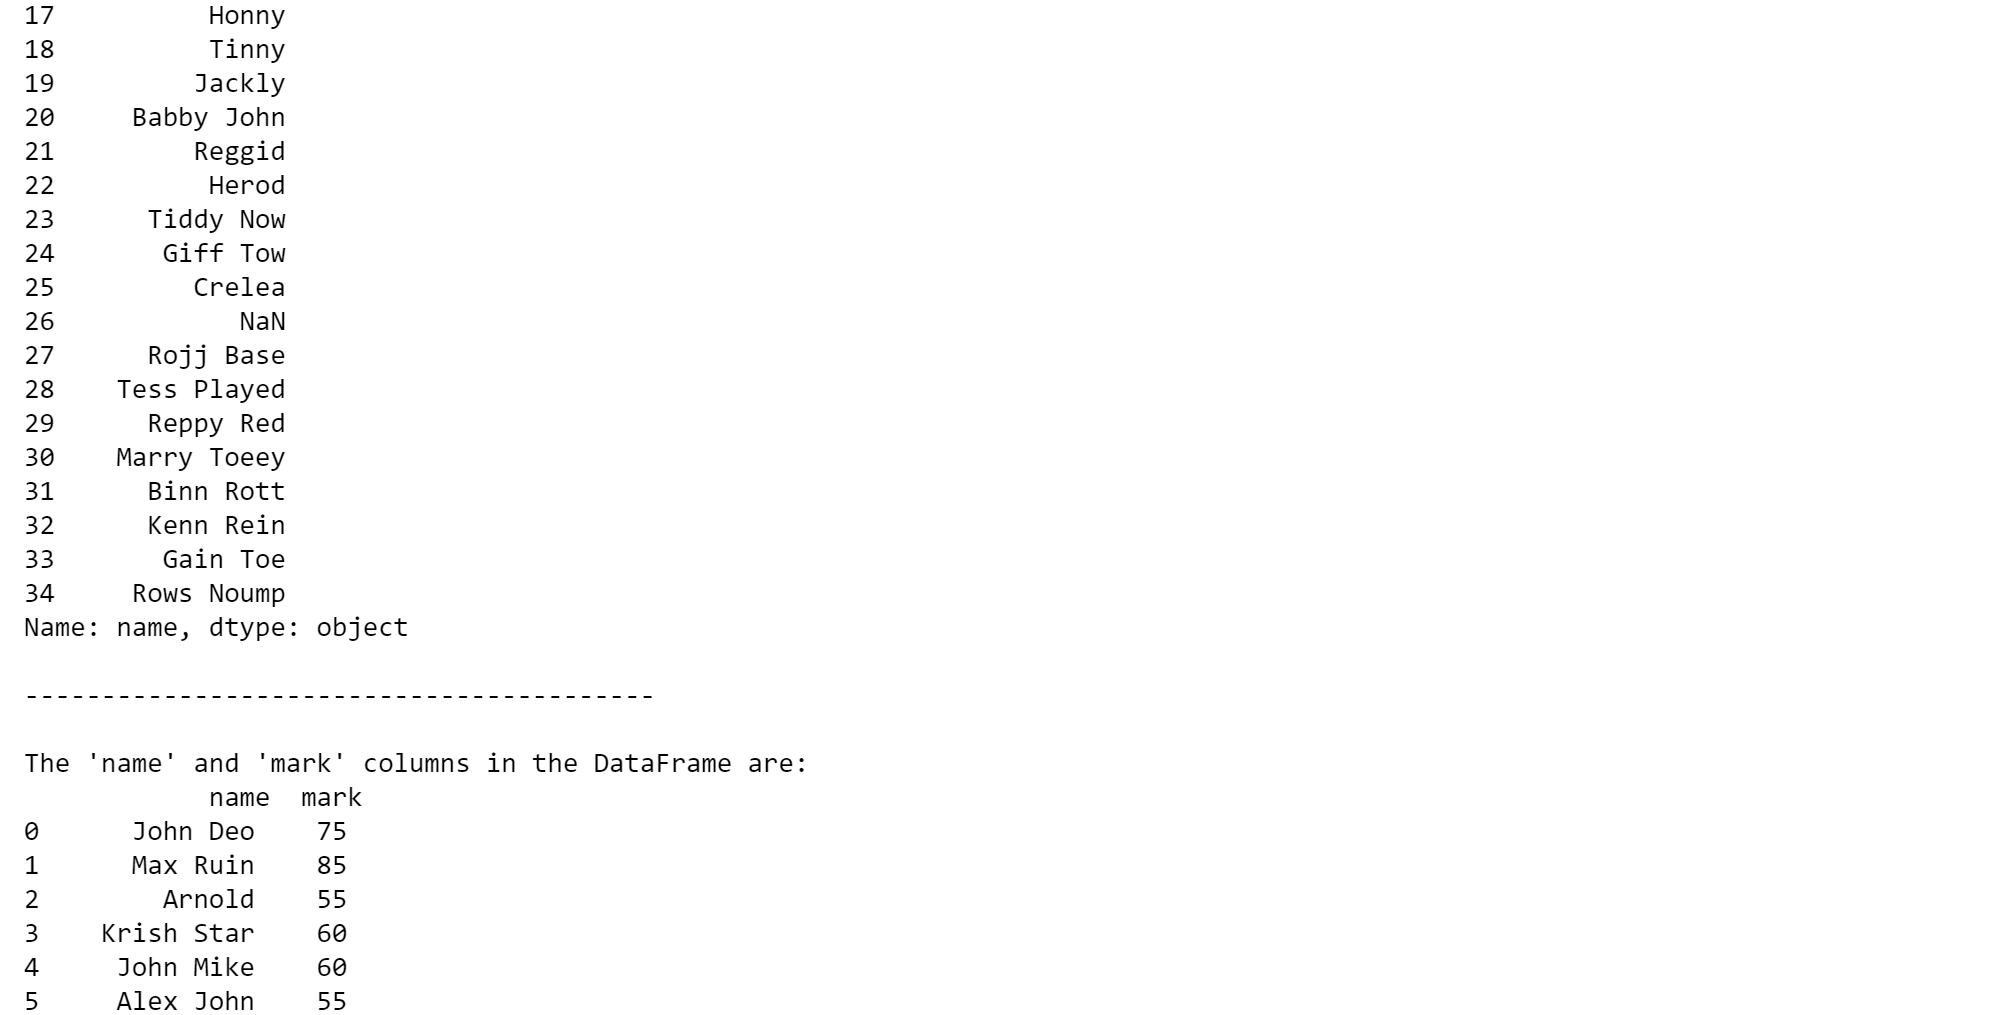 17          Honny
18          Tinny
19         Jackly
20     Babby John
21         Reggid
22          Herod
23      Tiddy Now
24       Giff Tow
25         Crelea
26            NaN
27      Rojj Base
28    Tess Played
29      Reppy Red
30    Marry Toeey
31      Binn Rott
32      Kenn Rein
33       Gain Toe
34     Rows Noump
Name: name, dtype: object
-----------------------------------------
The 'name' and 'mark' columns in the DataFrame are:
            name  mark
0      John Deo    75
1      Max Ruin    85
2        Arnold    55
3    Krish Star    60
4     John Mike    60
5     Alex John    55